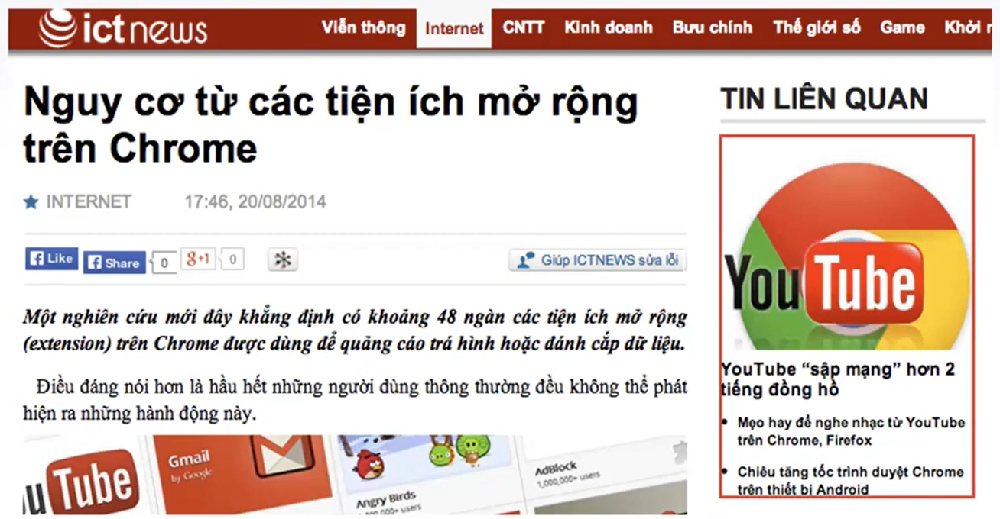 ictnews
Viễn thông Internet CNTT Kinh doanh Bưu chính Thế giới số Game Khởi
Nguy cơ từ các tiện ích mở rộng
trên Chrome
INTERNET 17:46, 20/08/2014
Like Share 0 g+1 0 Giúp ICTNEWS sửa lỗi
Một nghiên cứu mới đây khẳng định có khoảng 48 ngàn các tiện ích mở rộng
(extension) trên Chrome được dùng để quảng cáo trá hình hoặc đánh cắp dữ liệu.
Điều đáng nói hơn là hầu hết những người dùng thông thường đều không thể phát
hiện ra những hành động này.
u Tube
Gmail
by Google
Angry Birds
000,000+ users
AdBlock
1,000,000+ users
TIN LIÊN QUAN
YouTube
YouTube “sập mạng” hơn 2
tiếng đồng hồ
• Mẹo hay để nghe nhạc từ YouTube
trên Chrome, Firefox
• Chiêu tăng tốc trình duyệt Chrome
trên thiết bị Android